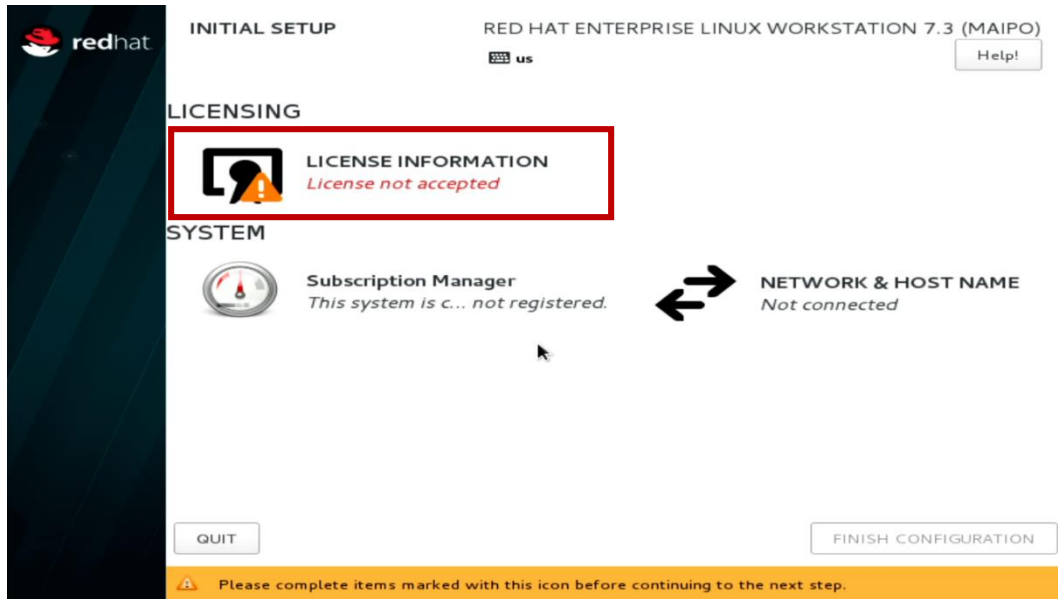 redhat
INITIAL SETUP
RED HAT ENTERPRISE LINUX WORKSTATION 7.3 (MAIPO)
us
Help!
LICENSING
LICENSE INFORMATION
License not accepted
SYSTEM
Subscription Manager
This system is c... not registered.
NETWORK & HOST NAME
Not connected
QUIT
FINISH CONFIGURATION
Please complete items marked with this icon before continuing to the next step.